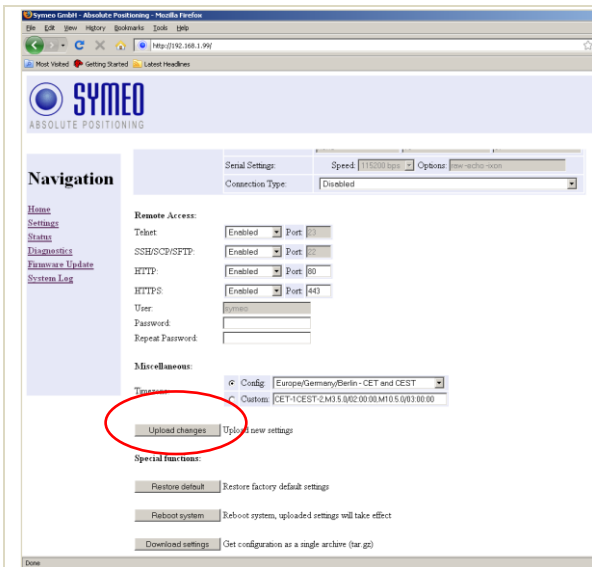 Symeo GmbH - Absolute Positioning - Mozilla Firefox
File Edit View History Bookmarks Tools Help
http://192.168.1.99/
Most Visited Getting Started Latest Headlines
SYMEO
ABSOLUTE POSITIONING
Navigation
Home
Settings
Status
Diagnostics
Firmware Update
System Log
Serial Settings: Speed: 115200 bps Options: raw -echo -ixon
Connection Type: Disabled
Remote Access:
Telnet Enabled Port: 23
SSH/SCP/SFTP: Enabled Port: 22
HTTP: Enabled Port: 80
HTTPS: Enabled Port: 443
User: symeo
Password:
Repeat Password:
Miscellaneous:
Timezone: Config: Europe/Germany/Berlin - CET and CEST
Custom: CET-1CEST-2,M3.5.0/02:00:00,M10.5.0/03:00:00
Upload changes Upload new settings
Special functions:
Restore default Restore factory default settings
Reboot system Reboot system, uploaded settings will take effect
Download settings Get configuration as a single archive (tar.gz)
Done